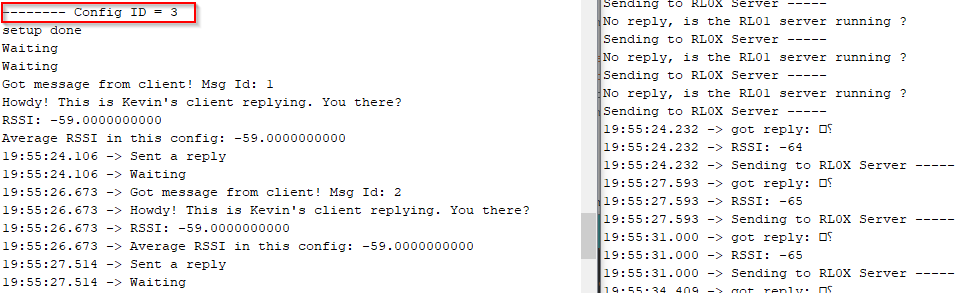 -------- Config ID = 3
setup done
Waiting
Waiting
Got message from client! Msg Id: 1
Howdy! This is Kevin's client replying. You there?
RSSI: -59.0000000000
Average RSSI in this config: -59.0000000000
19:55:24.106 -> Sent a reply
19:55:24.106 -> Waiting
19:55:26.673 -> Got message from client! Msg Id: 2
19:55:26.673 -> Howdy! This is Kevin's client replying. You there?
19:55:26.673 -> RSSI: -59.0000000000
19:55:26.673 -> Average RSSI in this config: -59.0000000000
19:55:27.514 -> Sent a reply
19:55:27.514 -> Waiting
Sending to RL0X Server -----
No reply, is the RL01 server running ?
Sending to RL0X Server -----
No reply, is the RL01 server running ?
Sending to RL0X Server -----
No reply, is the RL01 server running ?
Sending to RL0X Server -----
19:55:24.232 -> got reply: □⸮
19:55:24.232 -> RSSI: -64
19:55:24.232 -> Sending to RL0X Server -----
19:55:27.593 -> got reply: □⸮
19:55:27.593 -> RSSI: -65
19:55:27.593 -> Sending to RL0X Server -----
19:55:31.000 -> got reply: □⸮
19:55:31.000 -> RSSI: -65
19:55:31.000 -> Sending to RL0X Server -----
19:55:34.409 -> got reply: □⸮